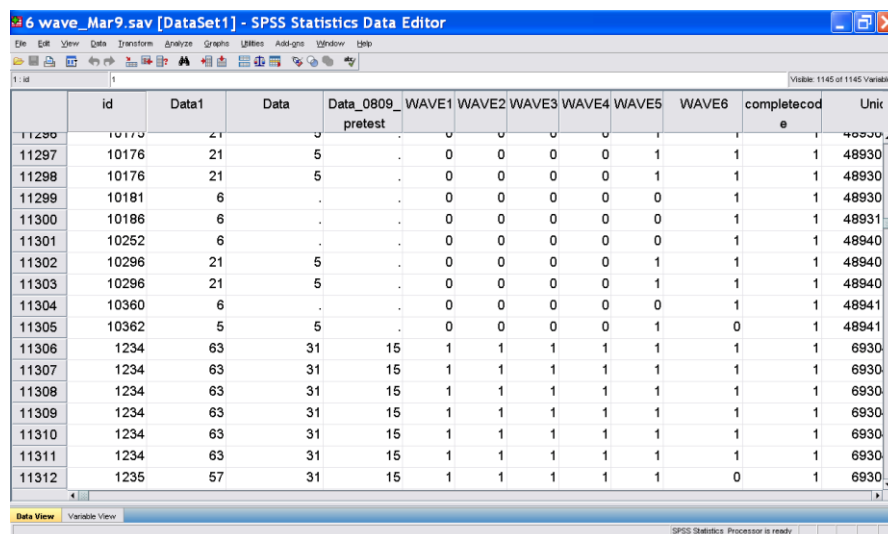 6 wave_Mar9.sav [DataSet1] - SPSS Statistics Data Editor
File Edit View Data Transform Analyze Graphs Utilities Add-ons Window Help
1 : id 1 Visible: 1145 of 1145 Variabl
id Data1 Data Data_0809_ WAVE1 WAVE2 WAVE3 WAVE4 WAVE5 WAVE6 completecod Unic
pretest e
11296 10175 21 5 . 0 0 0 0 1 1 1 48930
11297 10176 21 5 . 0 0 0 0 1 1 1 48930
11298 10176 21 5 . 0 0 0 0 1 1 1 48930
11299 10181 6 . . 0 0 0 0 0 1 1 48930
11300 10186 6 . . 0 0 0 0 0 1 1 48931
11301 10252 6 . . 0 0 0 0 0 1 1 48940
11302 10296 21 5 . 0 0 0 0 1 1 1 48940
11303 10296 21 5 . 0 0 0 0 1 1 1 48940
11304 10360 6 . . 0 0 0 0 0 1 1 48941
11305 10362 5 5 . 0 0 0 0 1 0 1 48941
11306 1234 63 31 15 1 1 1 1 1 1 1 6930
11307 1234 63 31 15 1 1 1 1 1 1 1 6930
11308 1234 63 31 15 1 1 1 1 1 1 1 6930
11309 1234 63 31 15 1 1 1 1 1 1 1 6930
11310 1234 63 31 15 1 1 1 1 1 1 1 6930
11311 1234 63 31 15 1 1 1 1 1 1 1 6930
11312 1235 57 31 15 1 1 1 1 1 0 1 6930
Data View Variable View
SPSS Statistics Processor is ready